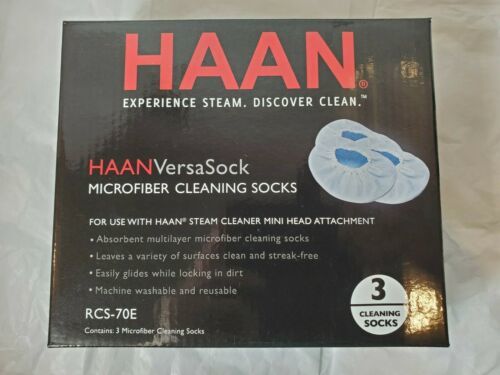 HAAN®
EXPERIENCE STEAM. DISCOVER CLEAN.™
HAANVersaSock
MICROFIBER CLEANING SOCKS
FOR USE WITH HAAN® STEAM CLEANER MINI HEAD ATTACHMENT
• Absorbent multilayer microfiber cleaning socks
• Leaves a variety of surfaces clean and streak-free
• Easily glides while locking in dirt
• Machine washable and reusable
RCS-70E
Contains: 3 Microfiber Cleaning Socks
3
CLEANING
SOCKS